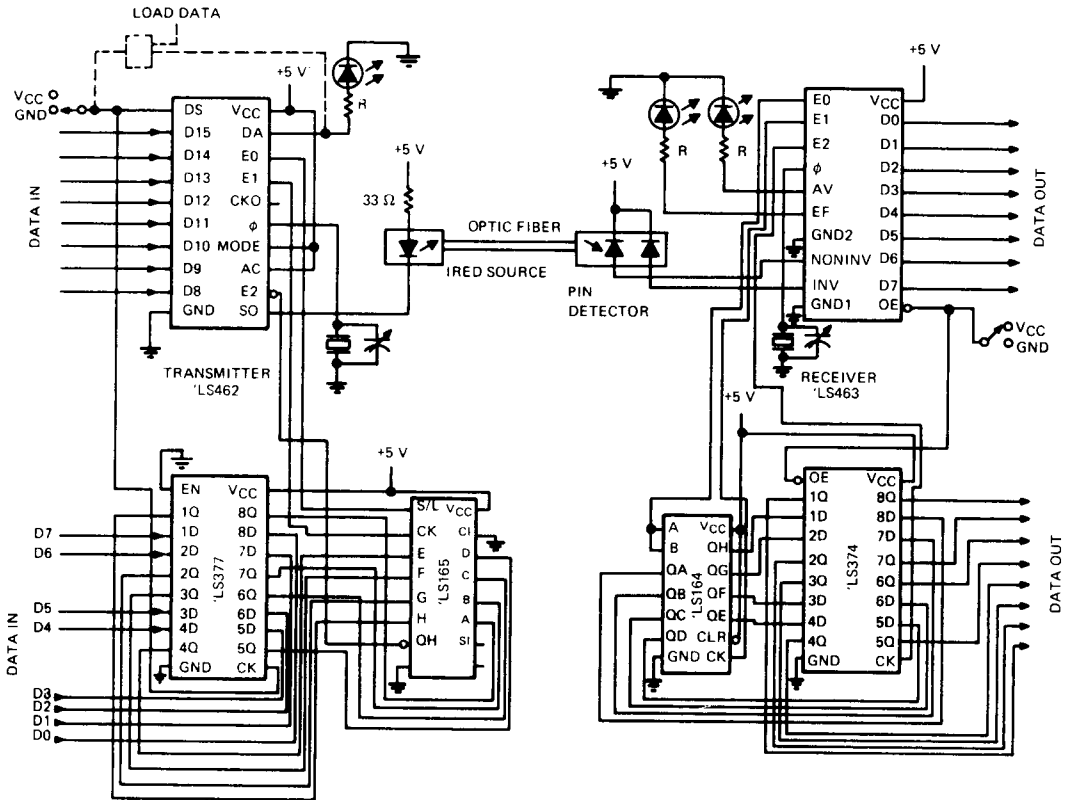 LOAD DATA
+5 V
VCC
GND
DATA IN
DS
D15
D14
D13
D12
D11
D10
D9
D8
GND
VCC
DA
E0
E1
CKO
φ
MODE
AC
E2
SO
R
TRANSMITTER
'LS462
+5 V
33 Ω
IRED SOURCE
OPTIC FIBER
+5 V
PIN
DETECTOR
R
R
+5 V
E0
E1
E2
φ
AV
EF
GND2
NONINV
INV
GND1
VCC
D0
D1
D2
D3
D4
D5
D6
D7
OE
DATA OUT
VCC
GND
RECEIVER
'LS463
DATA IN
D7
D6
D5
D4
D3
D2
D1
D0
EN
1Q
1D
2D
2Q
3Q
3D
4D
4Q
GND
'LS377
VCC
8Q
8D
7D
7Q
6Q
6D
5D
5Q
CK
+5 V
S/L
CK
E
F
G
H
QH
'LS165
VCC
CI
D
C
B
A
SI
+5 V
A
B
QA
QB
QC
QD
GND
'LS164
VCC
QH
QG
QF
QE
CLR
CK
OE
1Q
1D
2D
2Q
3Q
3D
4D
4Q
GND
'LS374
VCC
8Q
8D
7D
7Q
6Q
6D
5D
5Q
CK
DATA OUT